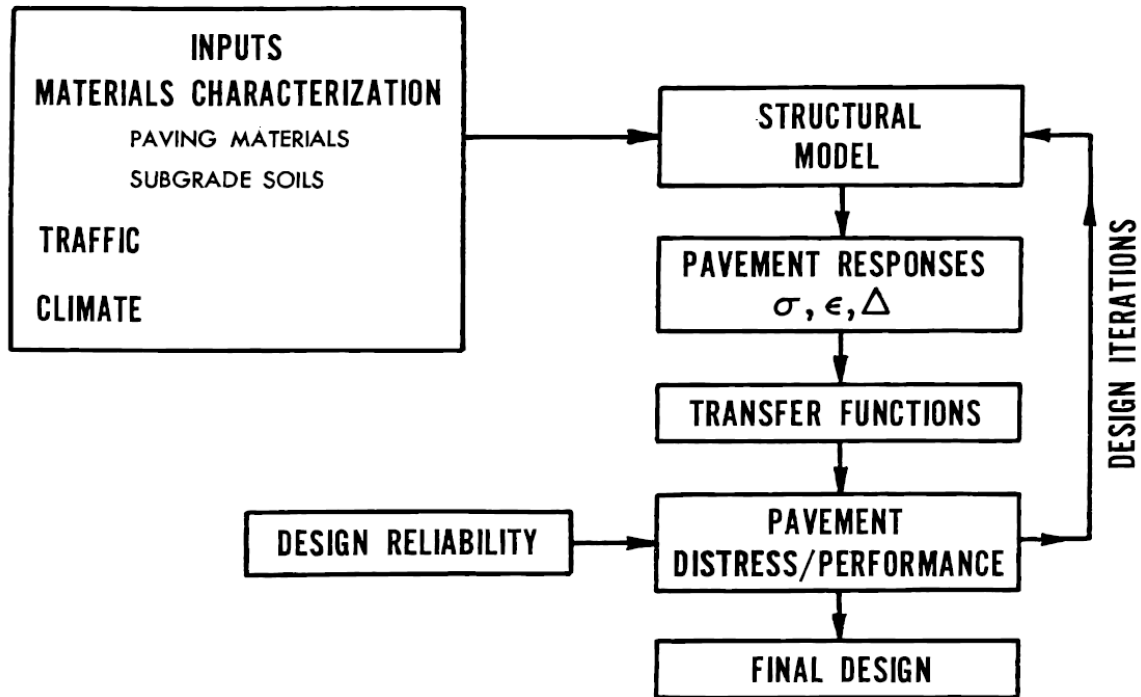 INPUTS
MATERIALS CHARACTERIZATION
PAVING MATERIALS
SUBGRADE SOILS
TRAFFIC
CLIMATE
STRUCTURAL
MODEL
PAVEMENT RESPONSES
σ, ϵ, Δ
TRANSFER FUNCTIONS
DESIGN RELIABILITY
PAVEMENT
DISTRESS/PERFORMANCE
FINAL DESIGN
DESIGN ITERATIONS